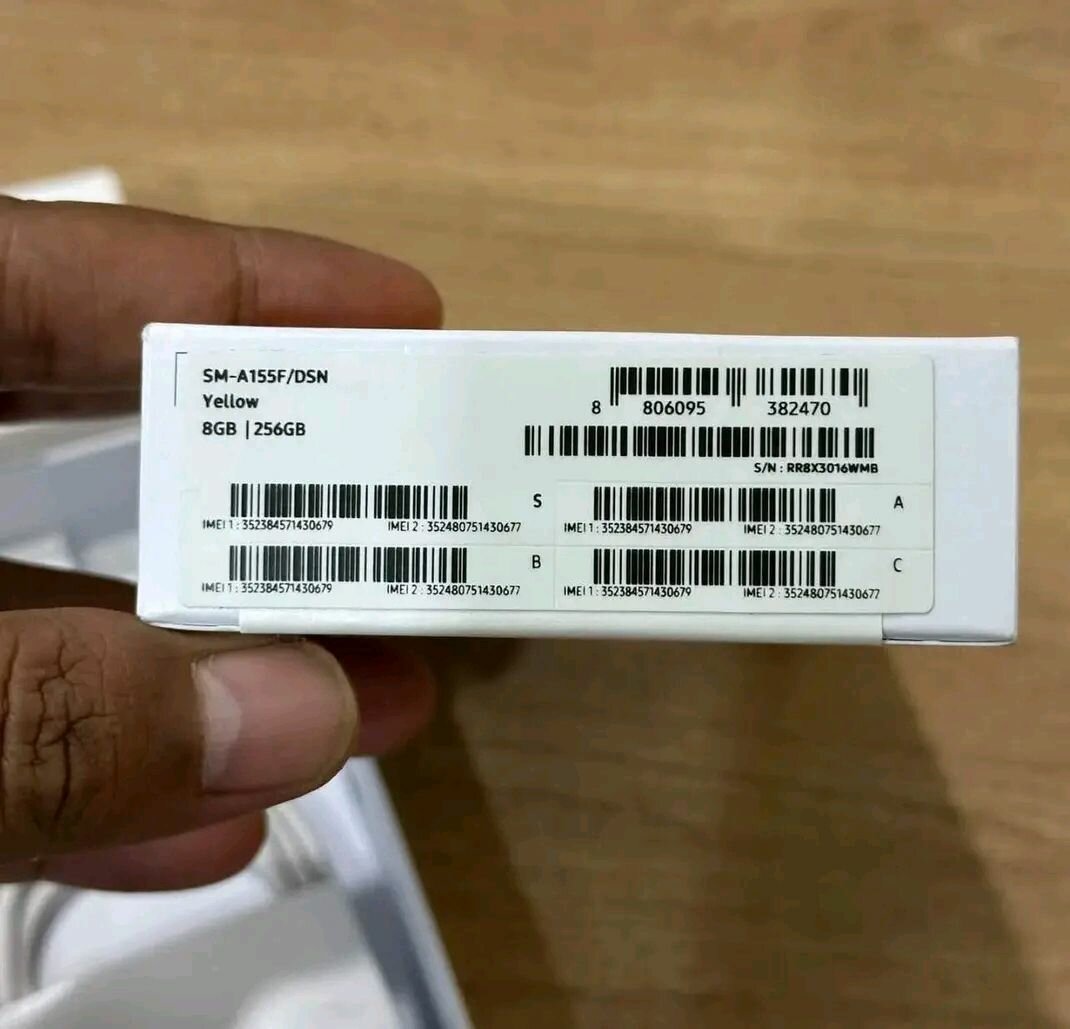 SM-A155F/DSN
Yellow
8GB | 256GB
8 806095 382470
S/N : RR8X3016WMB
S
IMEI 1 : 352384571430679 IMEI 2 : 352480751430677
A
IMEI 1 : 352384571430679 IMEI 2 : 352480751430677
B
IMEI 1 : 352384571430679 IMEI 2 : 352480751430677
C
IMEI 1 : 352384571430679 IMEI 2 : 352480751430677